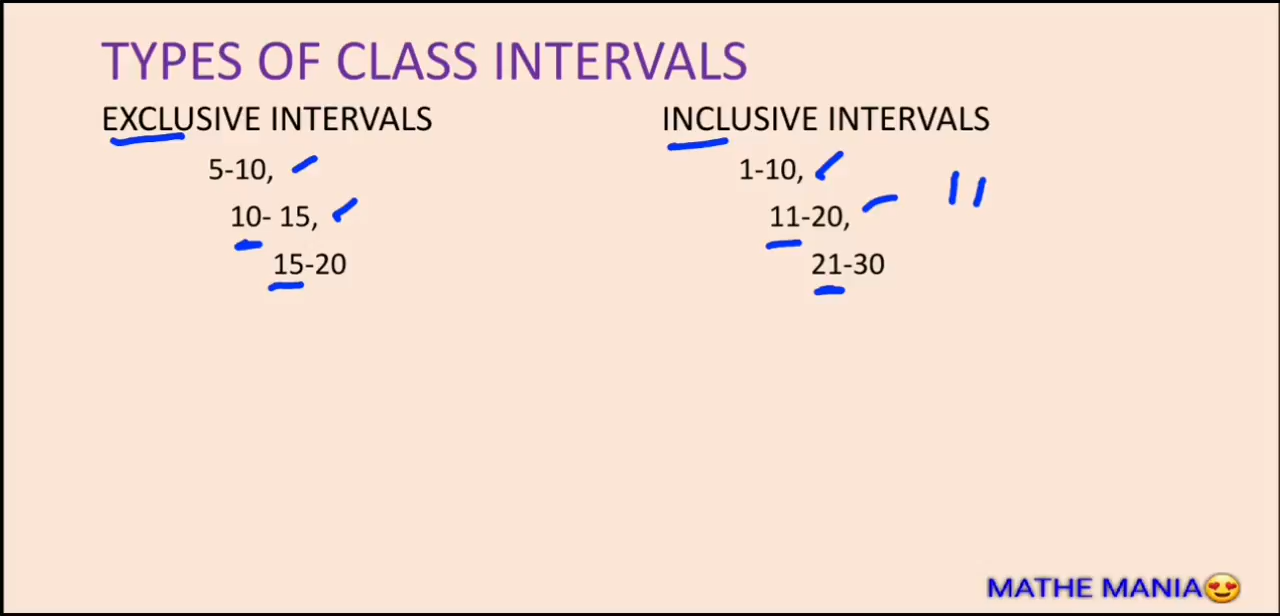 TYPES OF CLASS INTERVALS
EXCLUSIVE INTERVALS
5-10,
10- 15,
15-20
INCLUSIVE INTERVALS
1-10,
11-20,
21-30
11
MATHE MANIA😍